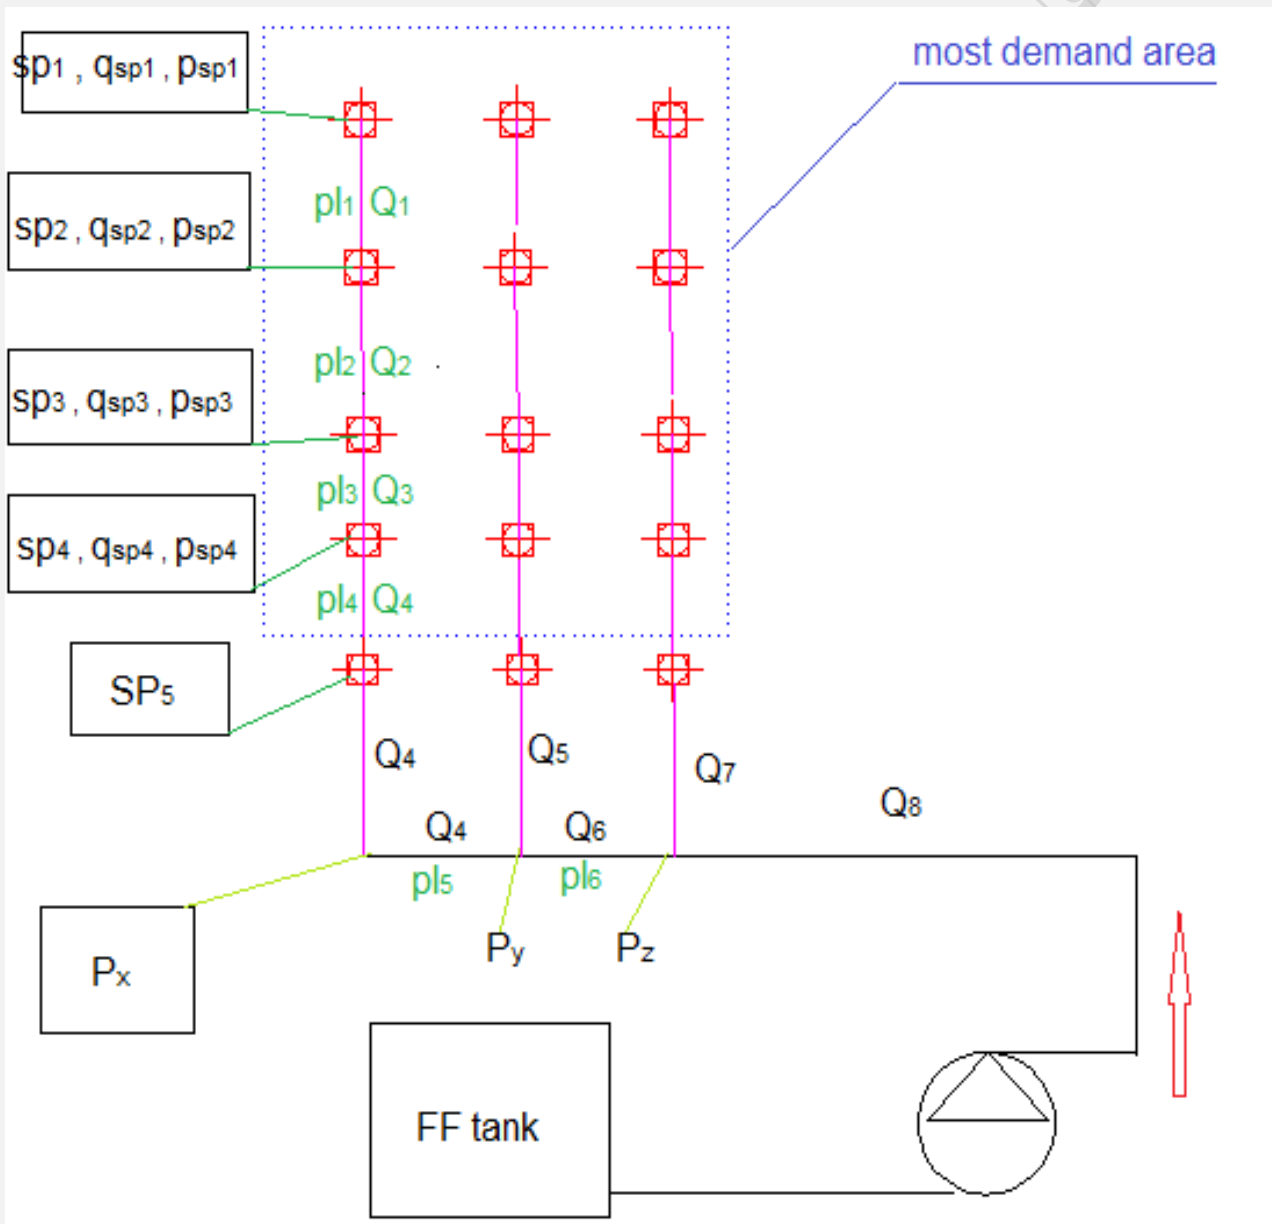 most demand area
sp1 , qsp1 , psp1
pl1 Q1
sp2 , qsp2 , psp2
pl2 Q2
sp3 , qsp3 , psp3
pl3 Q3
sp4 , qsp4 , psp4
pl4 Q4
SP5
Q4
Q5
Q7
Q8
Q4
Q6
pl5
pl6
Px
Py
Pz
FF tank